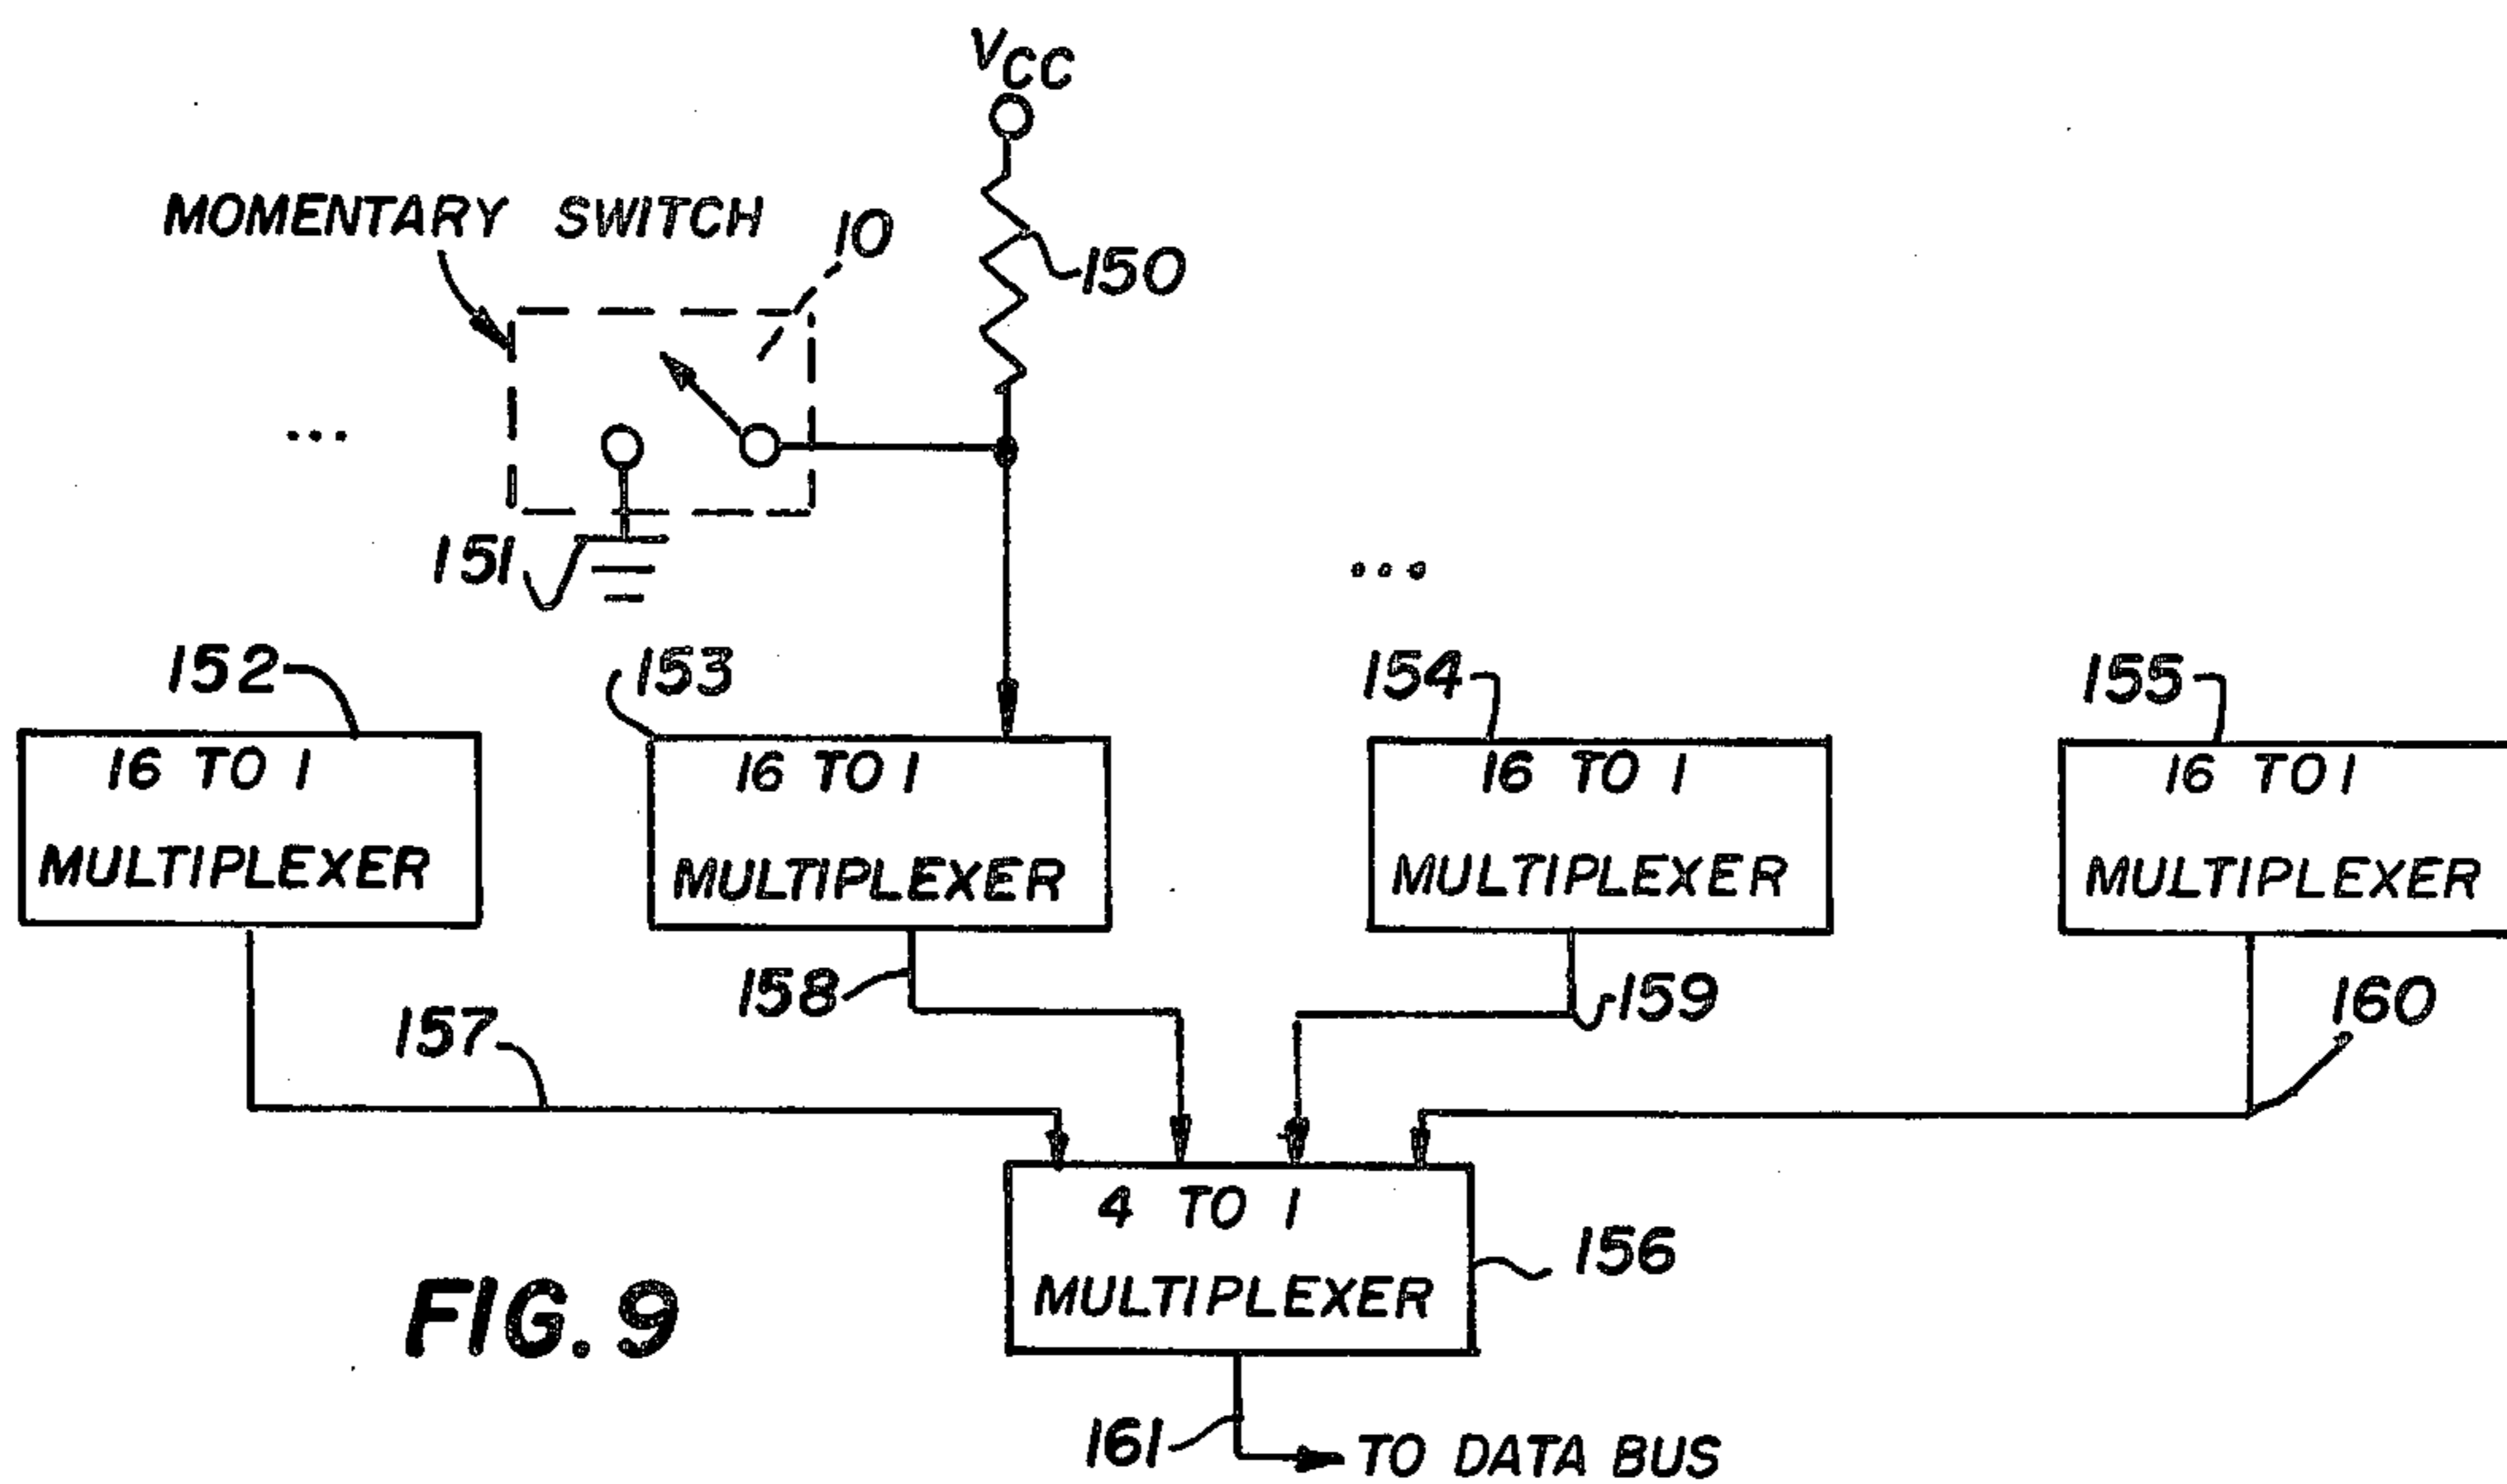 VCC
MOMENTARY SWITCH
10
150
...
151
...
152
153
154
155
16 TO 1
MULTIPLEXER
16 TO 1
MULTIPLEXER
16 TO 1
MULTIPLEXER
16 TO 1
MULTIPLEXER
157
158
159
160
4 TO 1
MULTIPLEXER
156
FIG. 9
161
TO DATA BUS